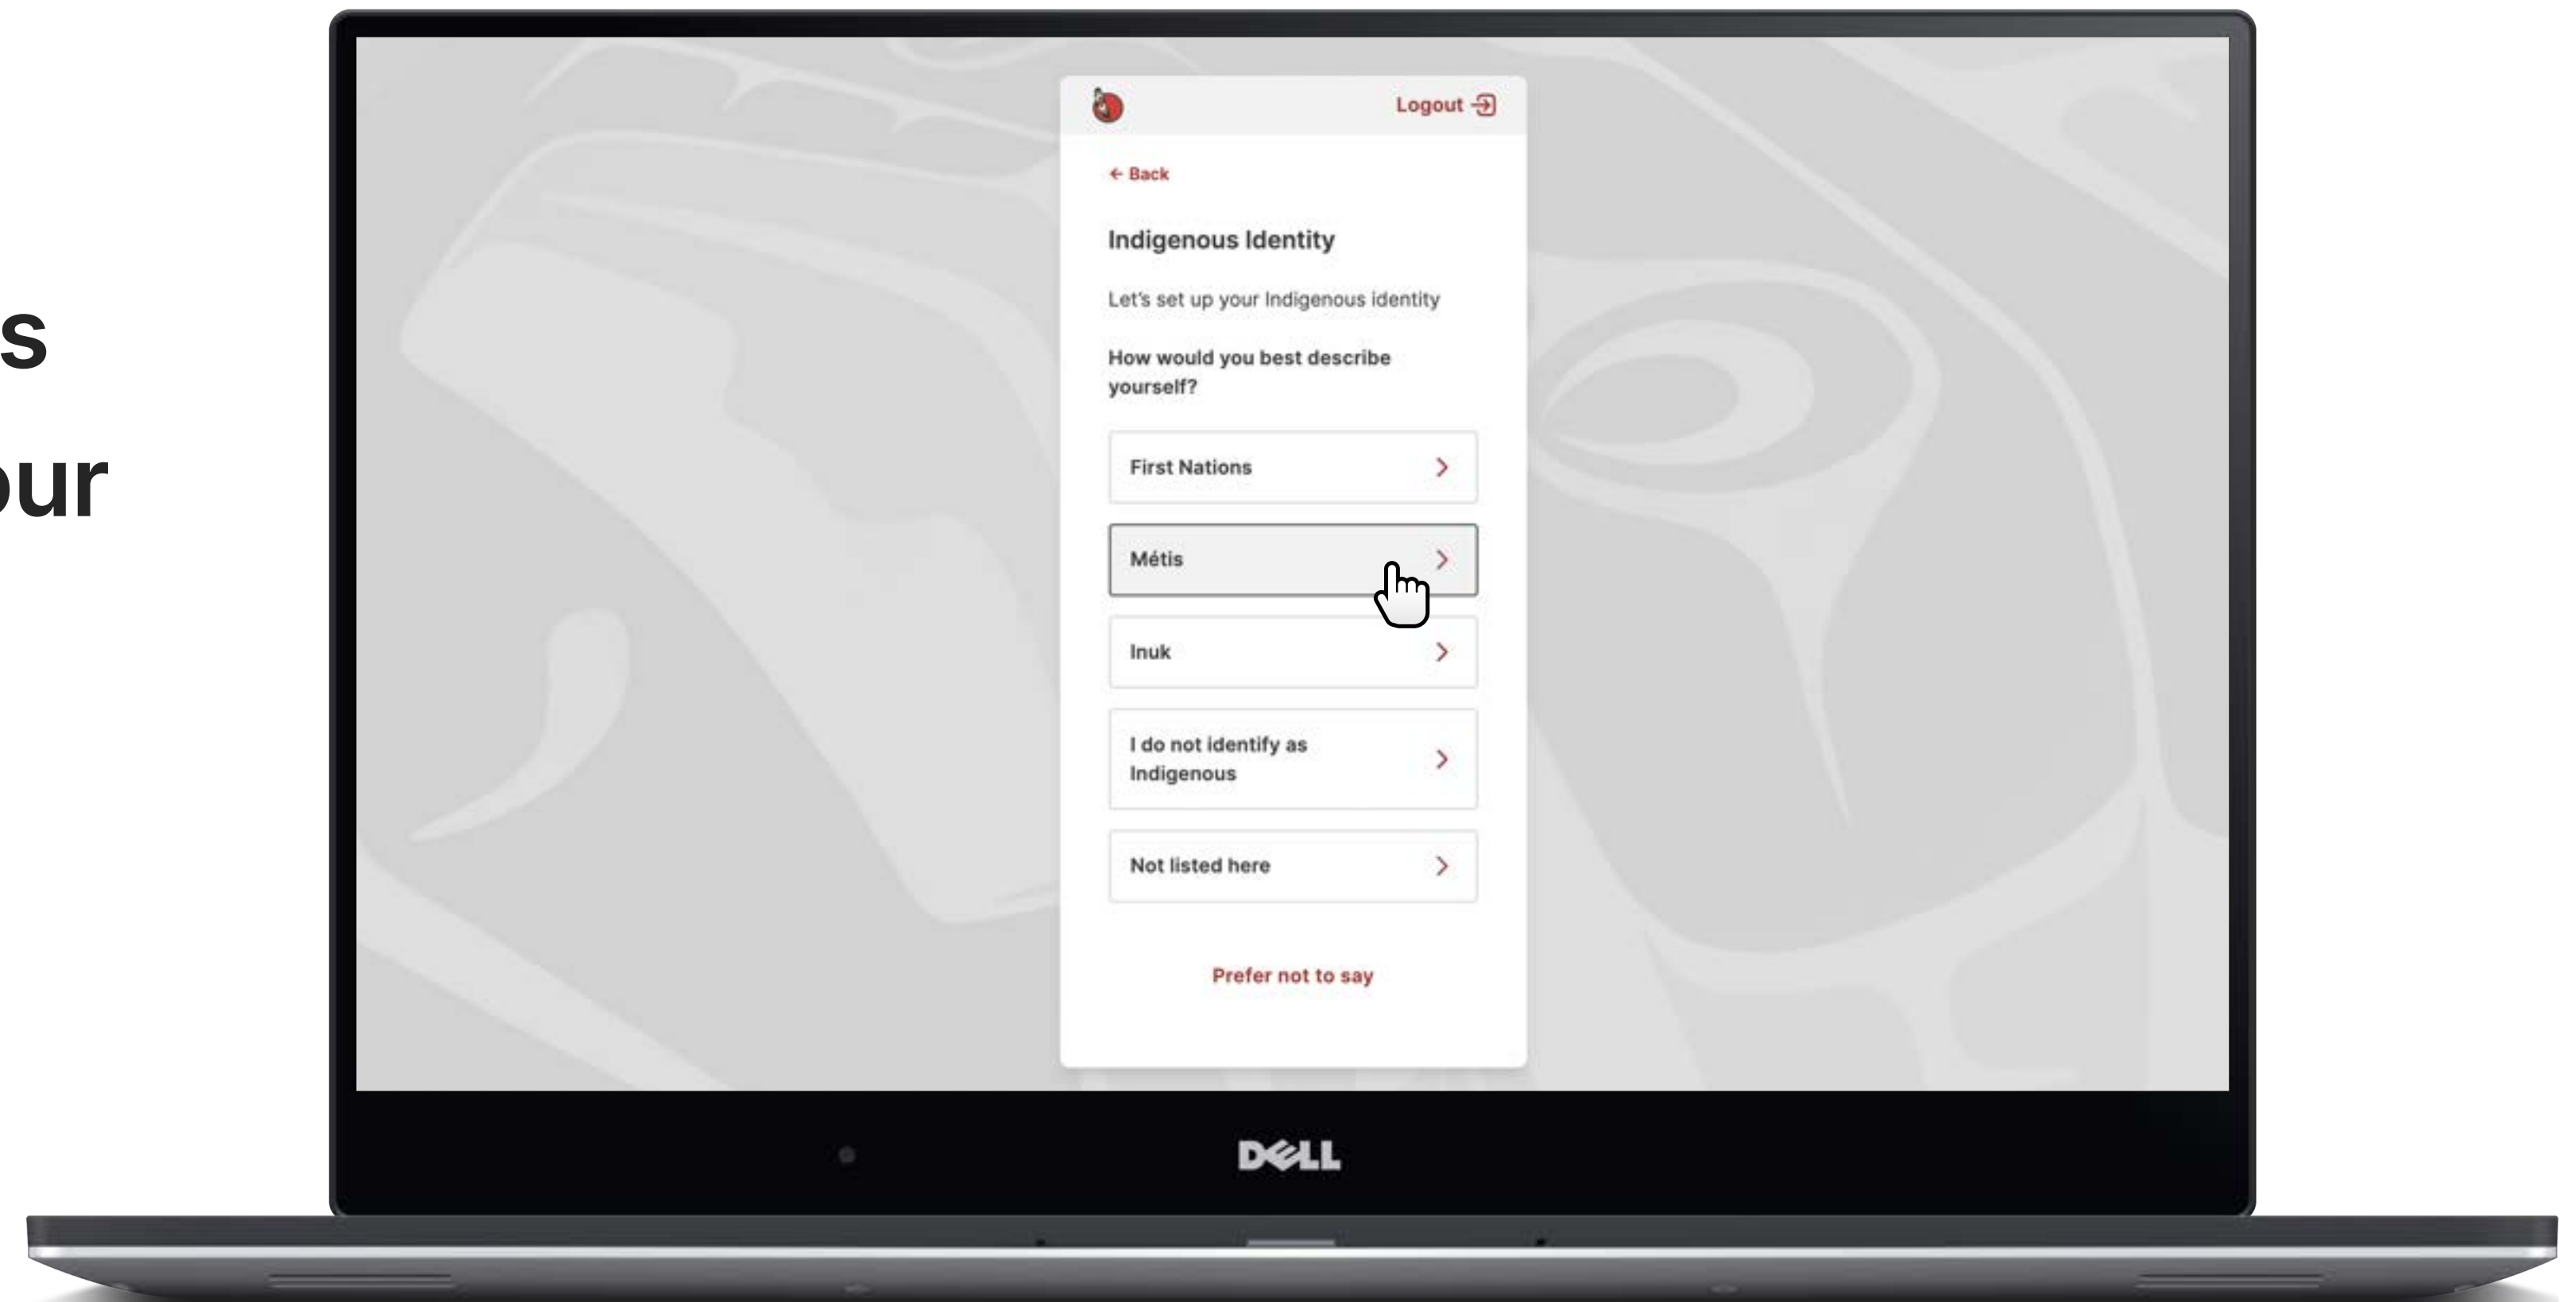 s
our
Logout
← Back
Indigenous Identity
Let's set up your Indigenous identity
How would you best describe
yourself?
First Nations
Métis
Inuk
I do not identify as
Indigenous
Not listed here
Prefer not to say
DELL